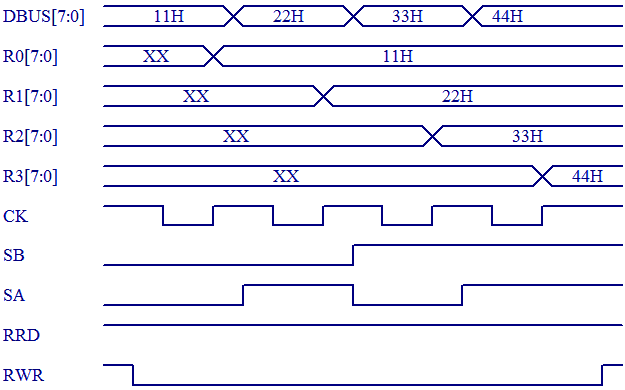 DBUS[7:0] 11H 22H 33H 44H
R0[7:0] XX 11H
R1[7:0] XX 22H
R2[7:0] XX 33H
R3[7:0] XX 44H
CK
SB
SA
RRD
RWR